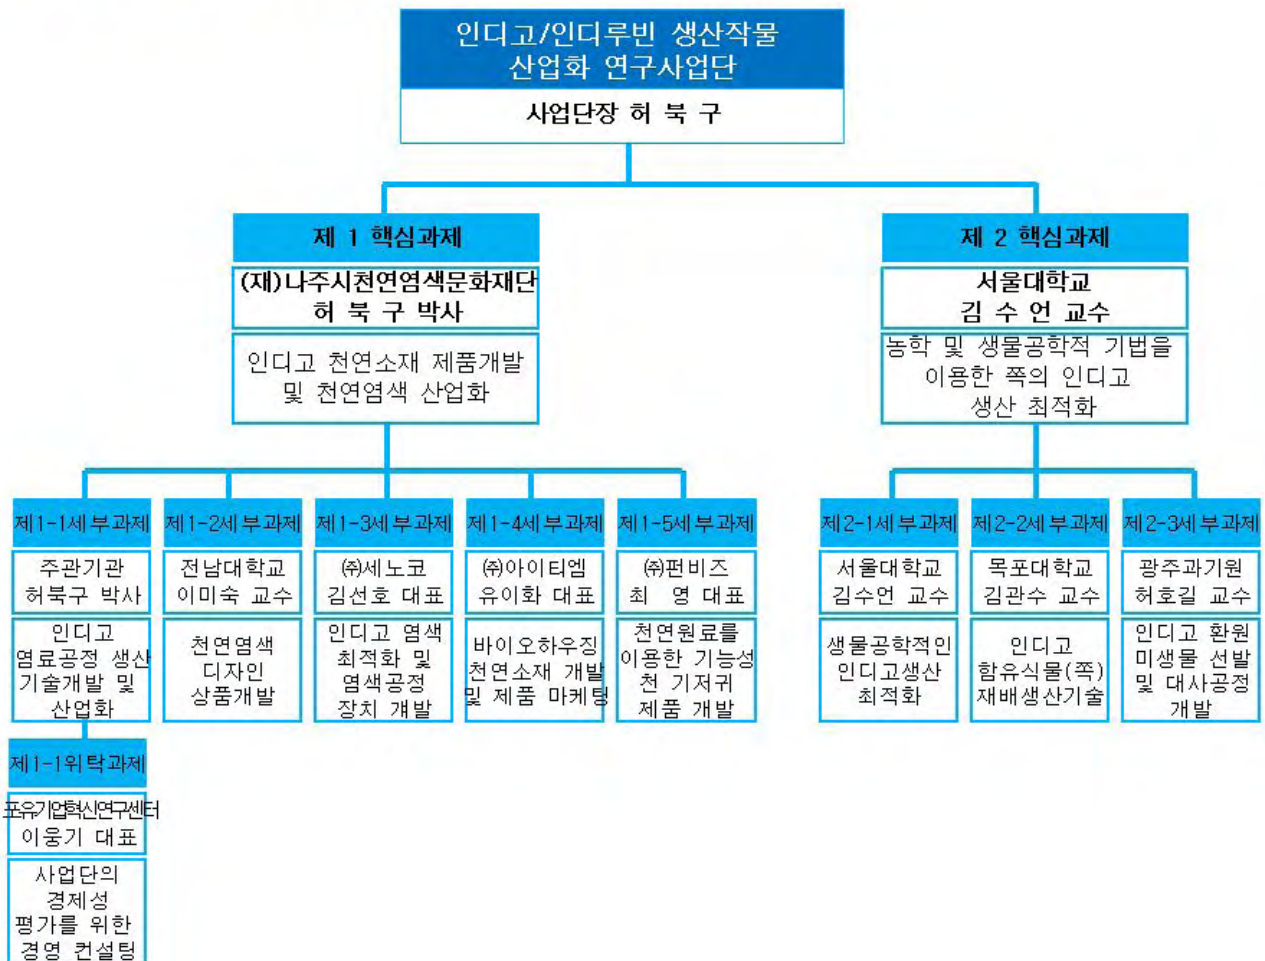 인디고/인디루빈 생산작물
산업화 연구사업단
사업단장 허 북 구
제 1 핵심과제
(재)나주시천연염색문화재단
허 북 구 박사
인디고 천연소재 제품개발
및 천연염색 산업화
제 2 핵심과제
서울대학교
김 수 언 교수
농학 및 생물공학적 기법을
이용한 쪽의 인디고
생산 최적화
제1-1세부과제
주관기관
허북구 박사
인디고
염료공정 생산
기술개발 및
산업화
제1-2세부과제
전남대학교
이미숙 교수
천연염색
디자인
상품개발
제1-3세부과제
㈜세노코
김선호 대표
인디고 염색
최적화 및
염색공정
장치 개발
제1-4세부과제
㈜아이티엠
유이화 대표
바이오하우징
천연소재 개발
및 제품 마케팅
제1-5세부과제
㈜펀비즈
최 영 대표
천연원료를
이용한 기능성
천 기저귀
제품 개발
제2-1세부과제
서울대학교
김수언 교수
생물공학적인
인디고생산
최적화
제2-2세부과제
목포대학교
김관수 교수
인디고
함유식물(쪽)
재배생산기술
제2-3세부과제
광주과기원
허호길 교수
인디고 환원
미생물 선발
및 대사공정
개발
제1-1위탁과제
포유기업혁신연구센터
이웅기 대표
사업단의
경제성
평가를 위한
경영 컨설팅